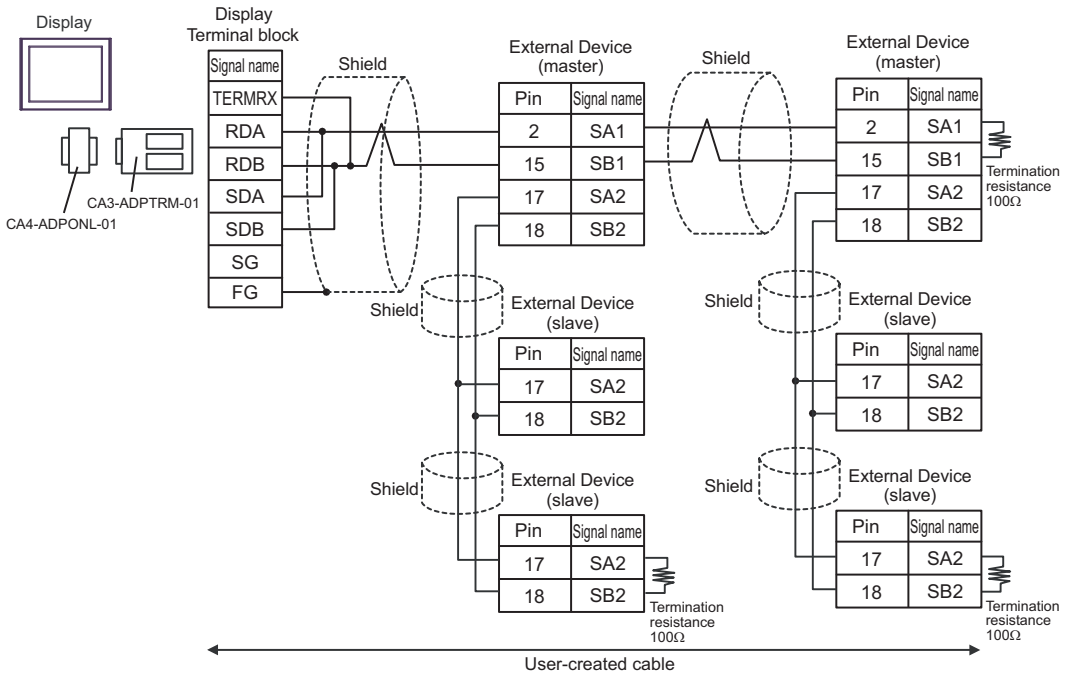 Display
CA4-ADPONL-01
CA3-ADPTRM-01
Display
Terminal block
Signal name
TERMRX
RDA
RDB
SDA
SDB
SG
FG
Shield
External Device
(master)
Pin Signal name
2 SA1
15 SB1
17 SA2
18 SB2
Shield
External Device
(master)
Pin Signal name
2 SA1
15 SB1
17 SA2
18 SB2
Termination
resistance
100Ω
Shield
External Device
(slave)
Pin Signal name
17 SA2
18 SB2
Shield
External Device
(slave)
Pin Signal name
17 SA2
18 SB2
Shield
External Device
(slave)
Pin Signal name
17 SA2
18 SB2
Termination
resistance
100Ω
Shield
External Device
(slave)
Pin Signal name
17 SA2
18 SB2
Termination
resistance
100Ω
User-created cable